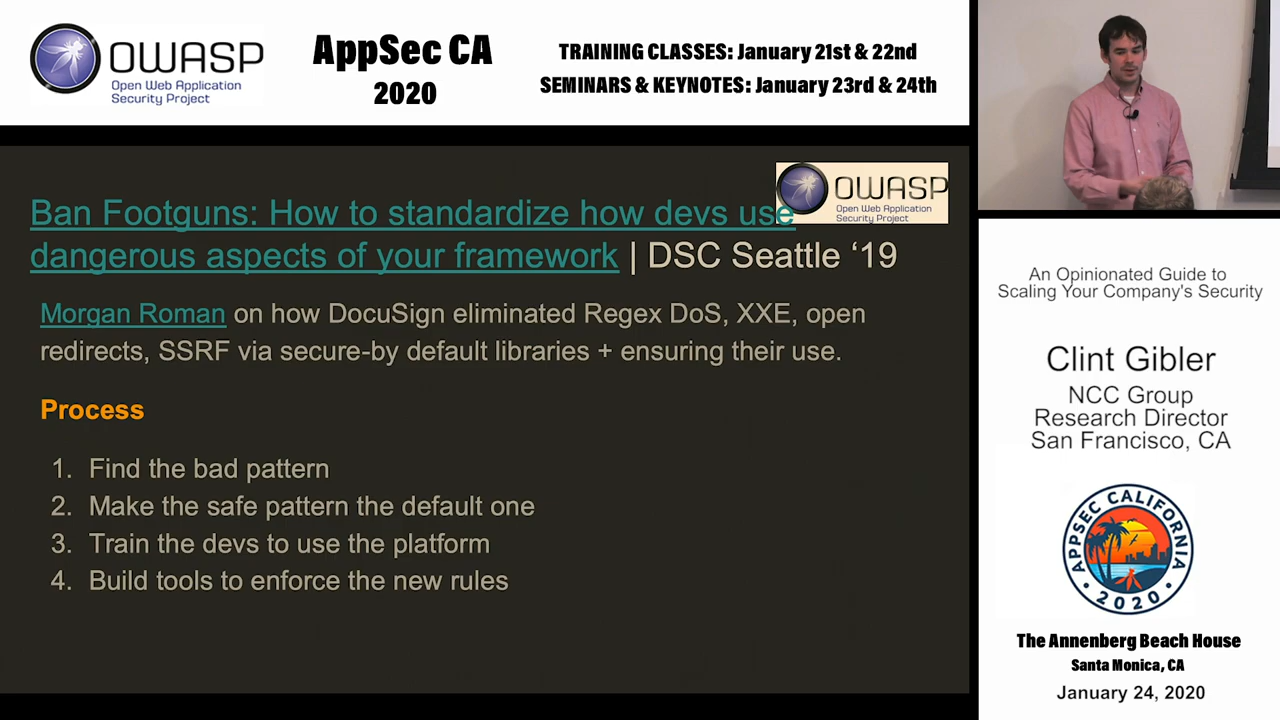 OWASP
Open Web Application
Security Project
AppSec CA
2020
TRAINING CLASSES: January 21st & 22nd
SEMINARS & KEYNOTES: January 23rd & 24th
OWASP
Open Web Application
Security Project
Ban Footguns: How to standardize how devs use
dangerous aspects of your framework | DSC Seattle ‘19
Morgan Roman on how DocuSign eliminated Regex DoS, XXE, open
redirects, SSRF via secure-by default libraries + ensuring their use.
Process
1. Find the bad pattern
2. Make the safe pattern the default one
3. Train the devs to use the platform
4. Build tools to enforce the new rules
An Opinionated Guide to
Scaling Your Company's Security
Clint Gibler
NCC Group
Research Director
San Francisco, CA
APPSEC CALIFORNIA
• 2020 •
The Annenberg Beach House
Santa Monica, CA
January 24, 2020